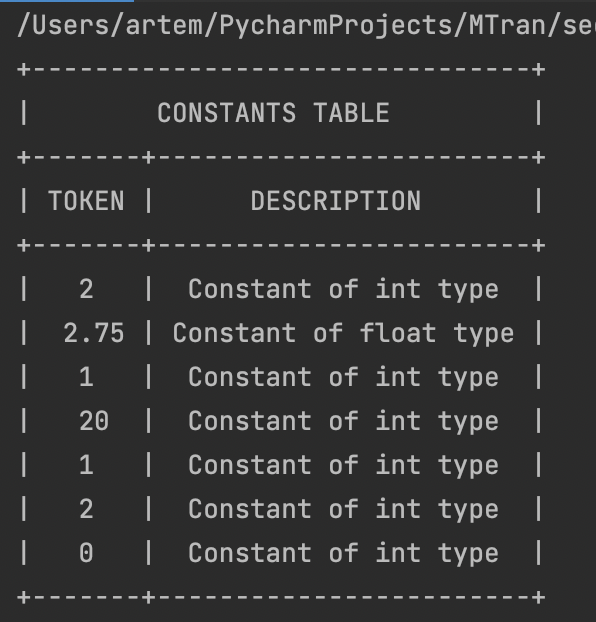 /Users/artem/PycharmProjects/MTran/sec
+--------------------------------+
|        CONSTANTS TABLE         |
+-------+------------------------+
| TOKEN |      DESCRIPTION       |
+-------+------------------------+
|   2   |  Constant of int type  |
|  2.75 | Constant of float type |
|   1   |  Constant of int type  |
|   20  |  Constant of int type  |
|   1   |  Constant of int type  |
|   2   |  Constant of int type  |
|   0   |  Constant of int type  |
+-------+------------------------+